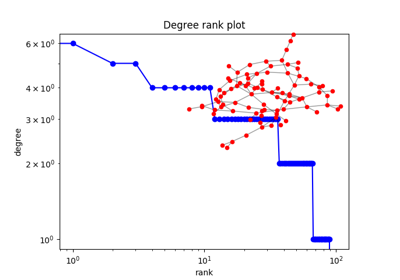 Degree rank plot
6 × 10⁰
4 × 10⁰
3 × 10⁰
2 × 10⁰
10⁰
degree
10⁰ 10¹ 10²
rank